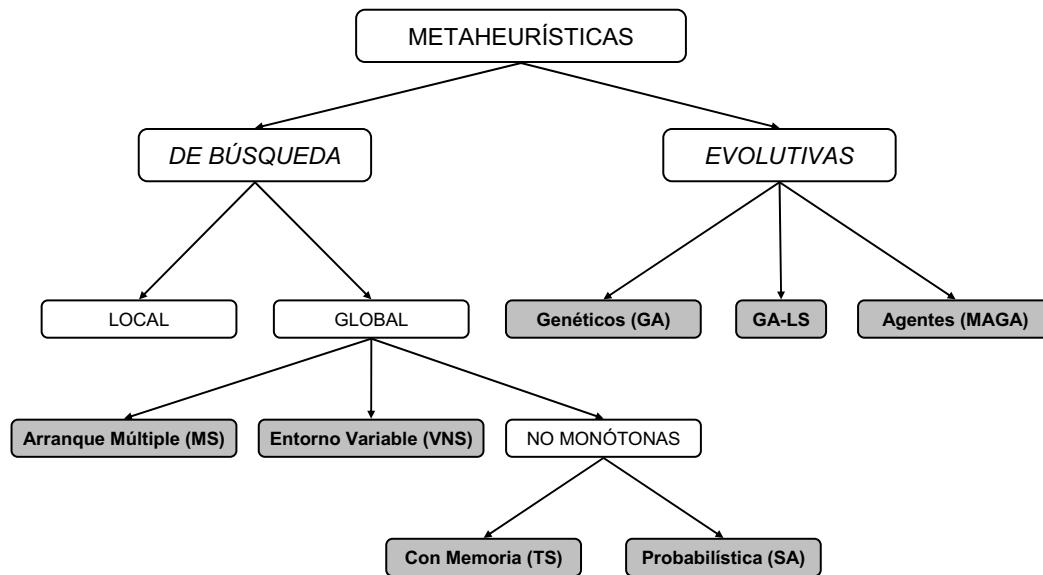 METAHEURÍSTICAS
DE BÚSQUEDA
EVOLUTIVAS
LOCAL
GLOBAL
Genéticos (GA)
GA-LS
Agentes (MAGA)
Arranque Múltiple (MS)
Entorno Variable (VNS)
NO MONÓTONAS
Con Memoria (TS)
Probabilística (SA)